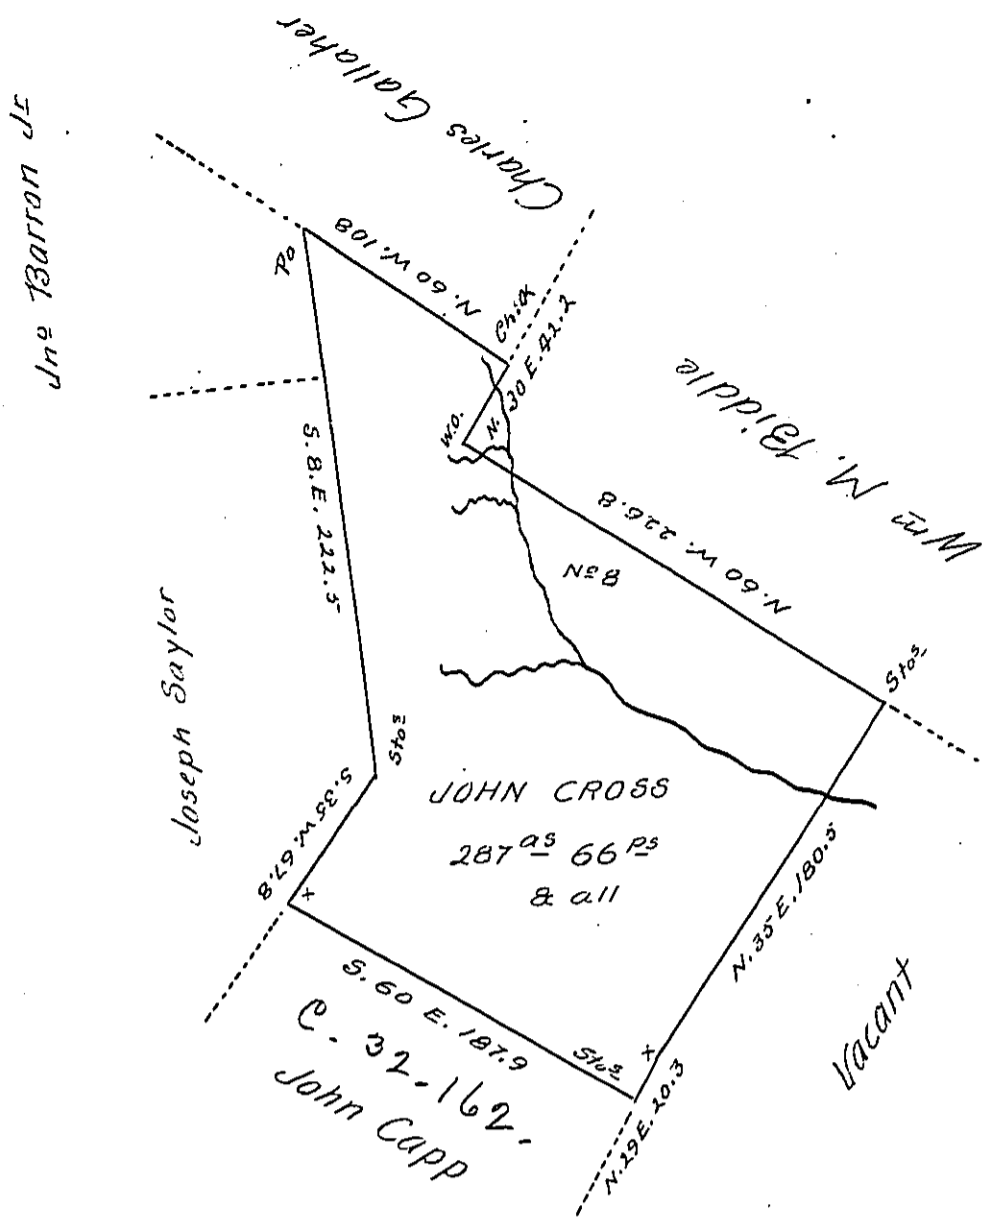 Charles Gallaher
Jnº Barron Jr
PO
N. 60 W. 108
Ch. OK
N. 30 E. 42.2
W.O.
Wm M. Biddle
N. 60 W. 226.8
Nº 8
S. 8. E. 222.5
Joseph Saylor
Stoˢ
Stoˢ
S. 35 W. 67.8
x
JOHN CROSS
287 as 66 Ps
& all
N. 35 E. 180.5
Vacant
S. 60 E. 187.9
Stoˢ
x
N. 29 E. 20.3
C. 32-162.
John Capp